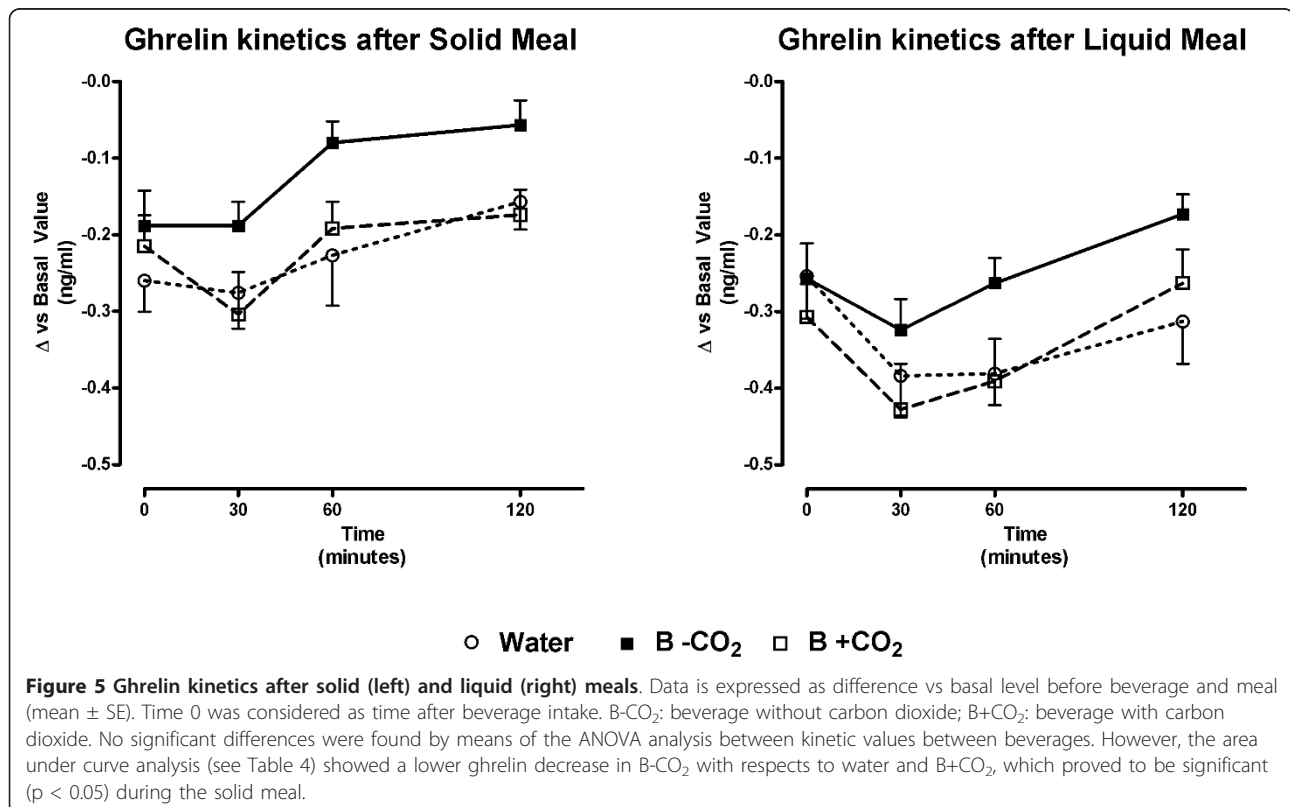 Ghrelin kinetics after Solid Meal
-0.0
-0.1
-0.2
-0.3
-0.4
-0.5
Δ vs Basal Value
(ng/ml)
0 30 60 120
Time
(minutes)
Ghrelin kinetics after Liquid Meal
-0.0
-0.1
-0.2
-0.3
-0.4
-0.5
Δ vs Basal Value
(ng/ml)
0 30 60 120
Time
(minutes)
Water B -CO₂ B +CO₂
Figure 5 Ghrelin kinetics after solid (left) and liquid (right) meals. Data is expressed as difference vs basal level before beverage and meal
(mean ± SE). Time 0 was considered as time after beverage intake. B-CO₂: beverage without carbon dioxide; B+CO₂: beverage with carbon
dioxide. No significant differences were found by means of the ANOVA analysis between kinetic values between beverages. However, the area
under curve analysis (see Table 4) showed a lower ghrelin decrease in B-CO₂ with respects to water and B+CO₂, which proved to be significant
(p < 0.05) during the solid meal.